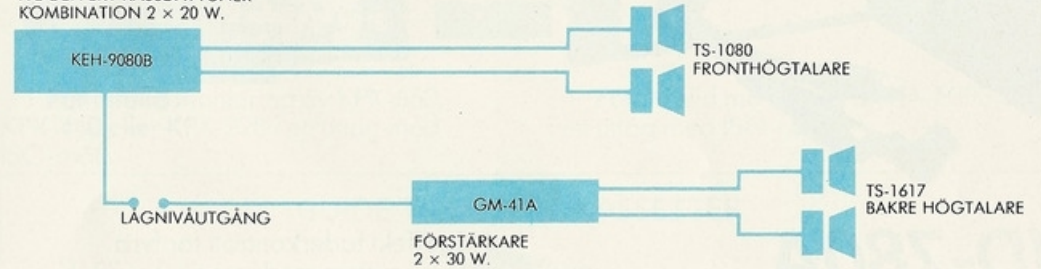 KOMBINATION 2 × 20 W.
KEH-9080B
TS-1080
FRONTHÖGTALARE
LÅGNIVÅUTGÅNG
GM-41A
FÖRSTÄRKARE
2 × 30 W.
TS-1617
BAKRE HÖGTALARE